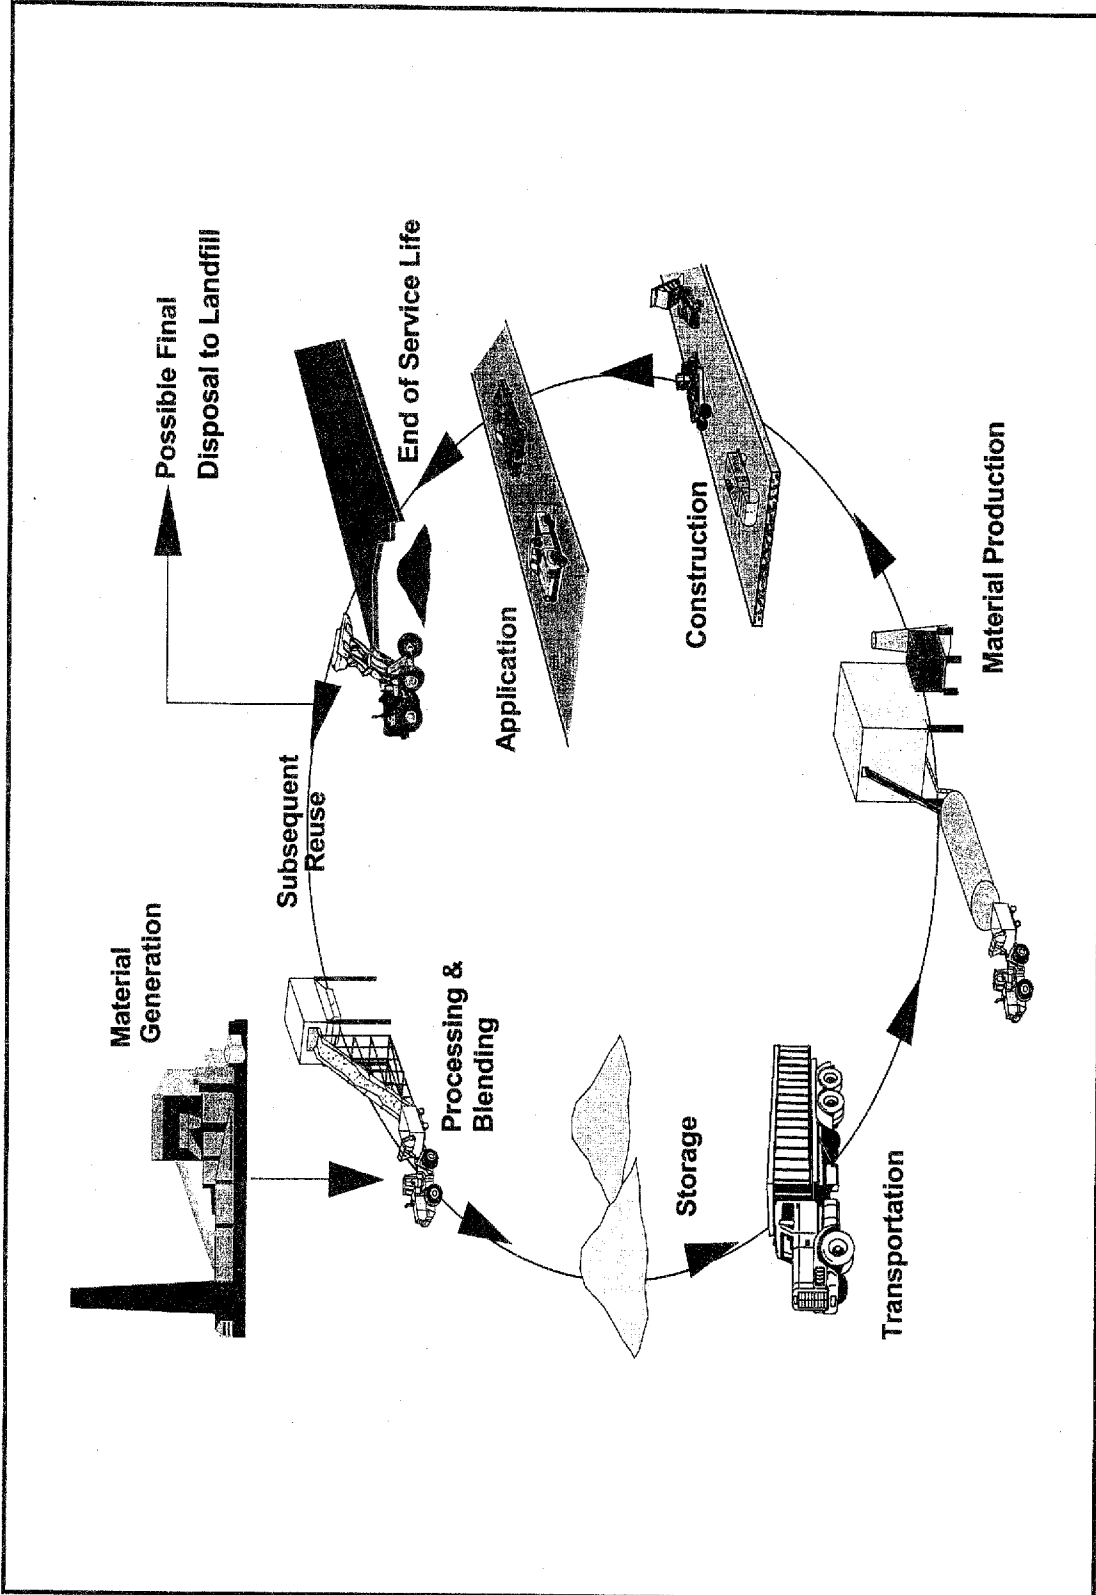 Material
Generation
Possible Final
Disposal to Landfill
Subsequent
Reuse
End of Service Life
Processing &
Blending
Application
Storage
Construction
Transportation
Material Production